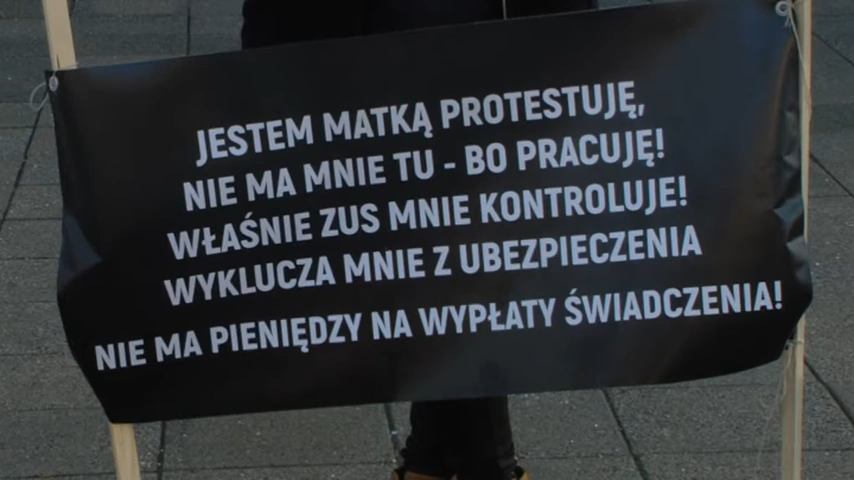 JESTEM MATKĄ PROTESTUJĘ,
NIE MA MNIE TU - BO PRACUJĘ!
WŁAŚNIE ZUS MNIE KONTROLUJE!
WYKLUCZA MNIE Z UBEZPIECZENIA
NIE MA PIENIĘDZY NA WYPŁATY ŚWIADCZENIA!